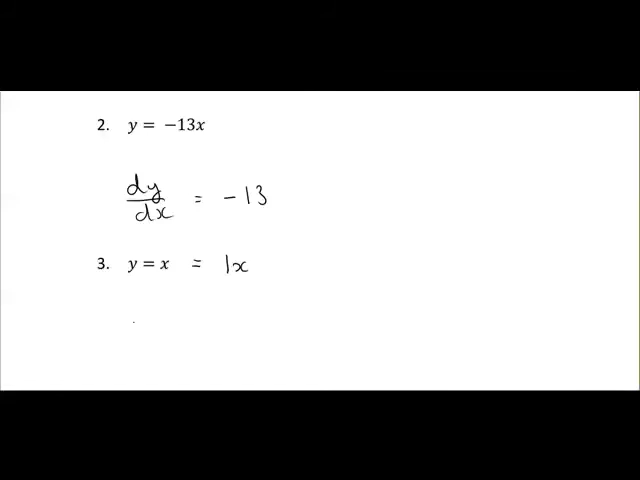 2. y = −13x
dy/dx = −13
3. y = x = 1x